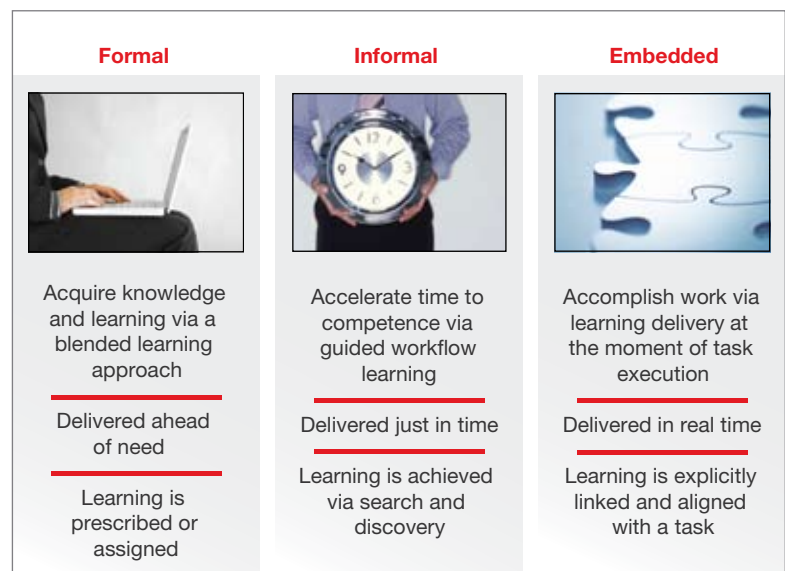 Formal
Acquire knowledge
and learning via a
blended learning
approach
Delivered ahead
of need
Learning is
prescribed or
assigned
Informal
Accelerate time to
competence via
guided workflow
learning
Delivered just in time
Learning is achieved
via search and
discovery
Embedded
Accomplish work via
learning delivery at
the moment of task
execution
Delivered in real time
Learning is explicitly
linked and aligned
with a task